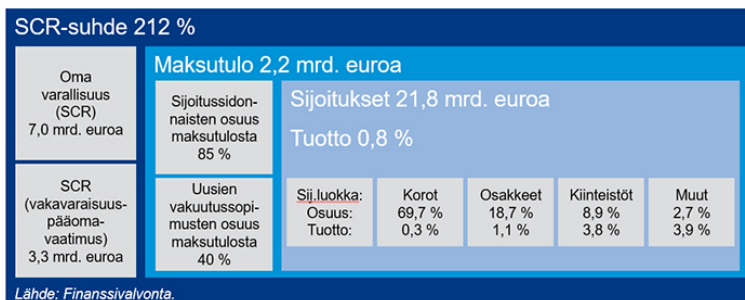 SCR-suhde 212 %
Oma
varallisuus
(SCR)
7,0 mrd. euroa
SCR
(vakavaraisuus-
pääoma-
vaatimus)
3,3 mrd. euroa
Maksutulo 2,2 mrd. euroa
Sijoitussidon-
naisten osuus
maksutulosta
85 %
Uusien
vakuutussopi-
musten osuus
maksutulosta
40 %
Sijoitukset 21,8 mrd. euroa
Tuotto 0,8 %
Sij.luokka: Korot Osakkeet Kiinteistöt Muut
Osuus: 69,7 % 18,7 % 8,9 % 2,7 %
Tuotto: 0,3 % 1,1 % 3,8 % 3,9 %
Lähde: Finanssivalvonta.